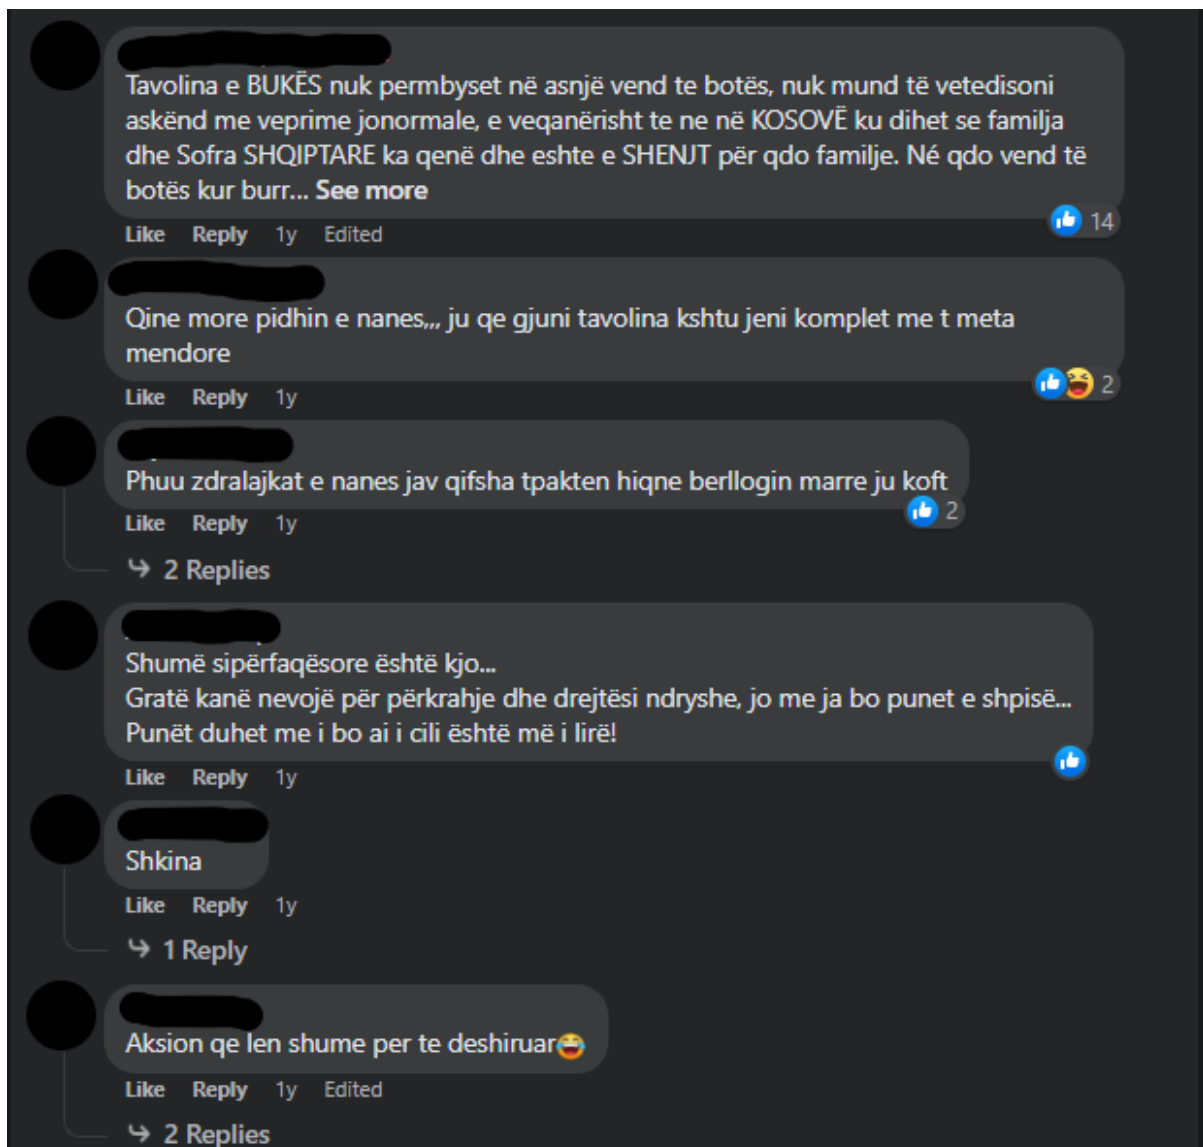 Tavolina e BUKËS nuk permbyset në asnjë vend te botës, nuk mund të vetedisoni
askënd me veprime jonormale, e veqanërisht te ne në KOSOVË ku dihet se familja
dhe Sofra SHQIPTARE ka qenë dhe eshte e SHENJT për qdo familje. Né qdo vend të
botës kur burr... See more
Like Reply 1y Edited
14
Qine more pidhin e nanes,,, ju qe gjuni tavolina kshtu jeni komplet me t meta
mendore
Like Reply 1y
2
Phuu zdralajkat e nanes jav qifsha tpakten hiqne berllogin marre ju koft
Like Reply 1y
2
2 Replies
Shumë sipërfaqësore është kjo...
Gratë kanë nevojë për përkrahje dhe drejtësi ndryshe, jo me ja bo punet e shpisë...
Punët duhet me i bo ai i cili është më i lirë!
Like Reply 1y
Shkina
Like Reply 1y
1 Reply
Aksion qe len shume per te deshiruar😂
Like Reply 1y Edited
2 Replies